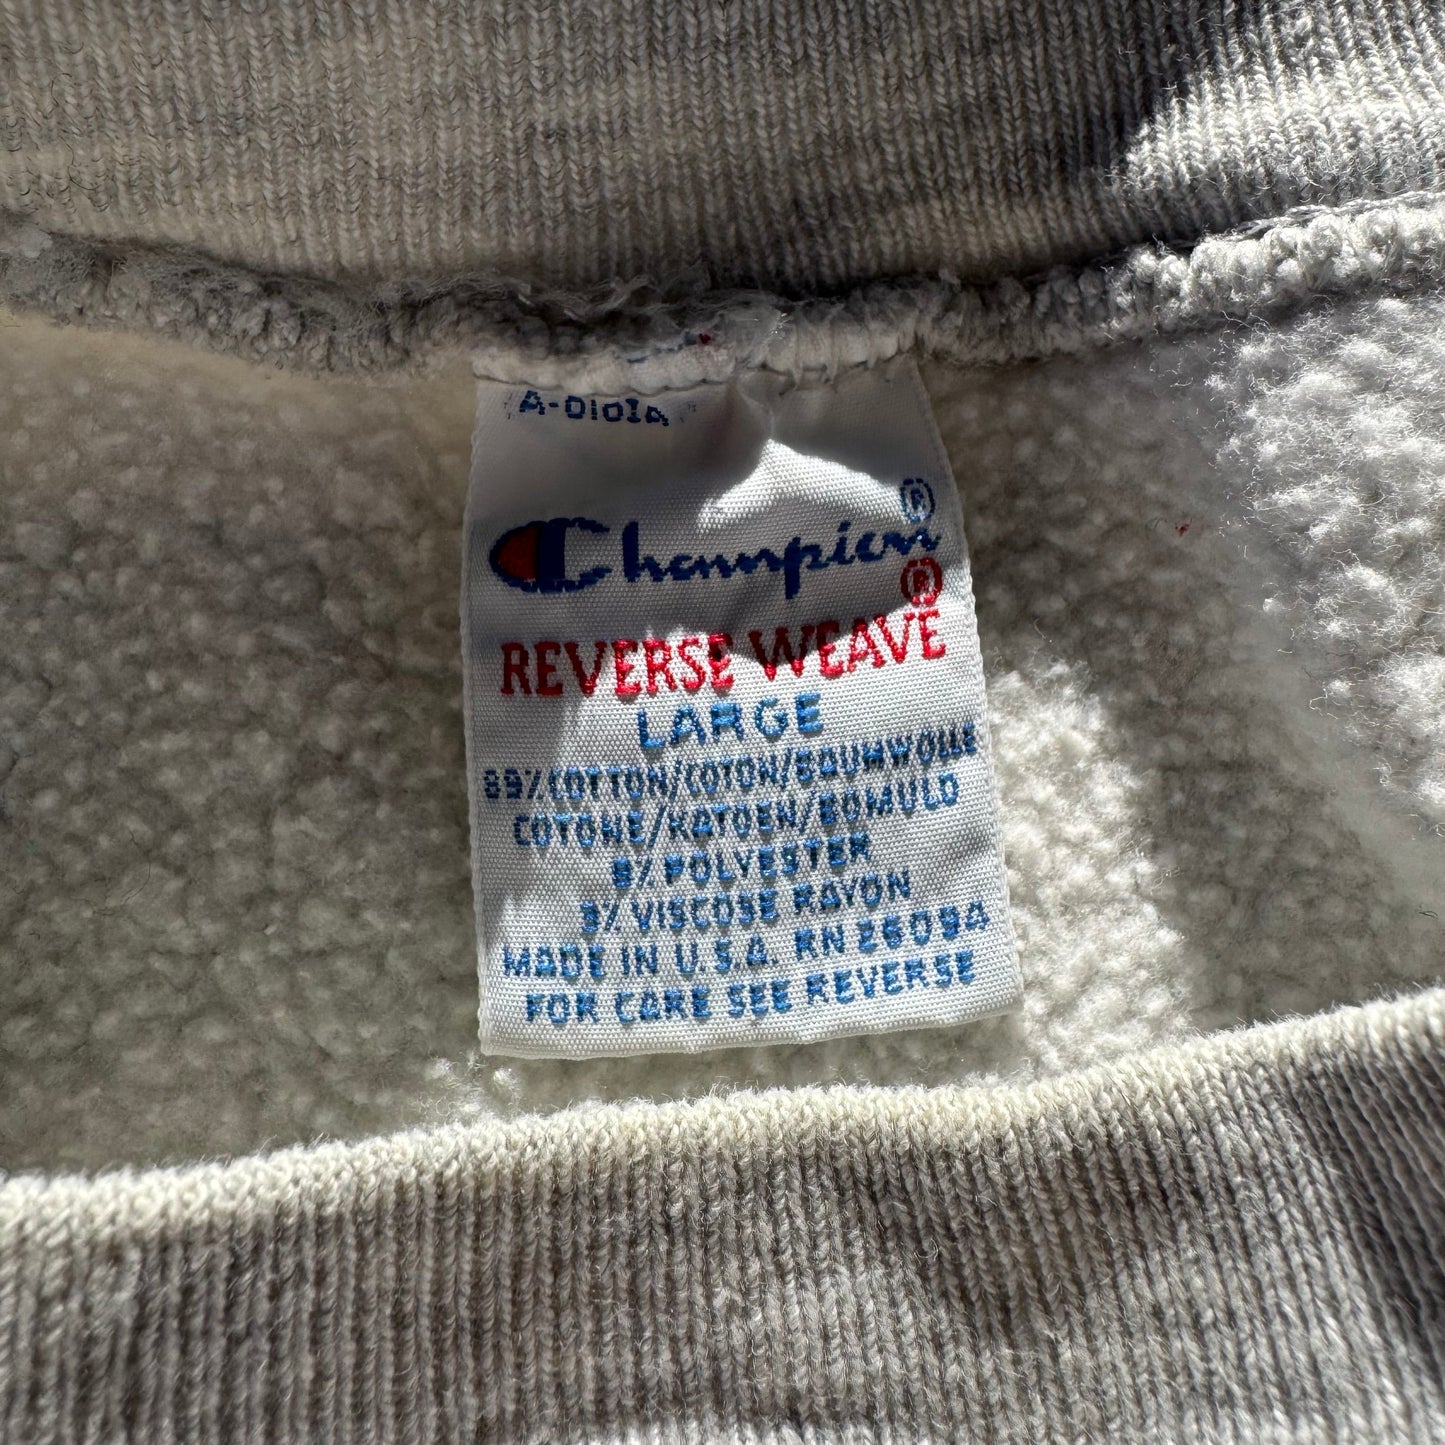 A-0101A
Champion®
®
REVERSE WEAVE
LARGE
89% COTTON/COTON/BAUMWOLLE
COTONE/KATOEN/BOMULD
8% POLYESTER
3% VISCOSE RAYON
MADE IN U.S.A. RN 26094
FOR CARE SEE REVERSE